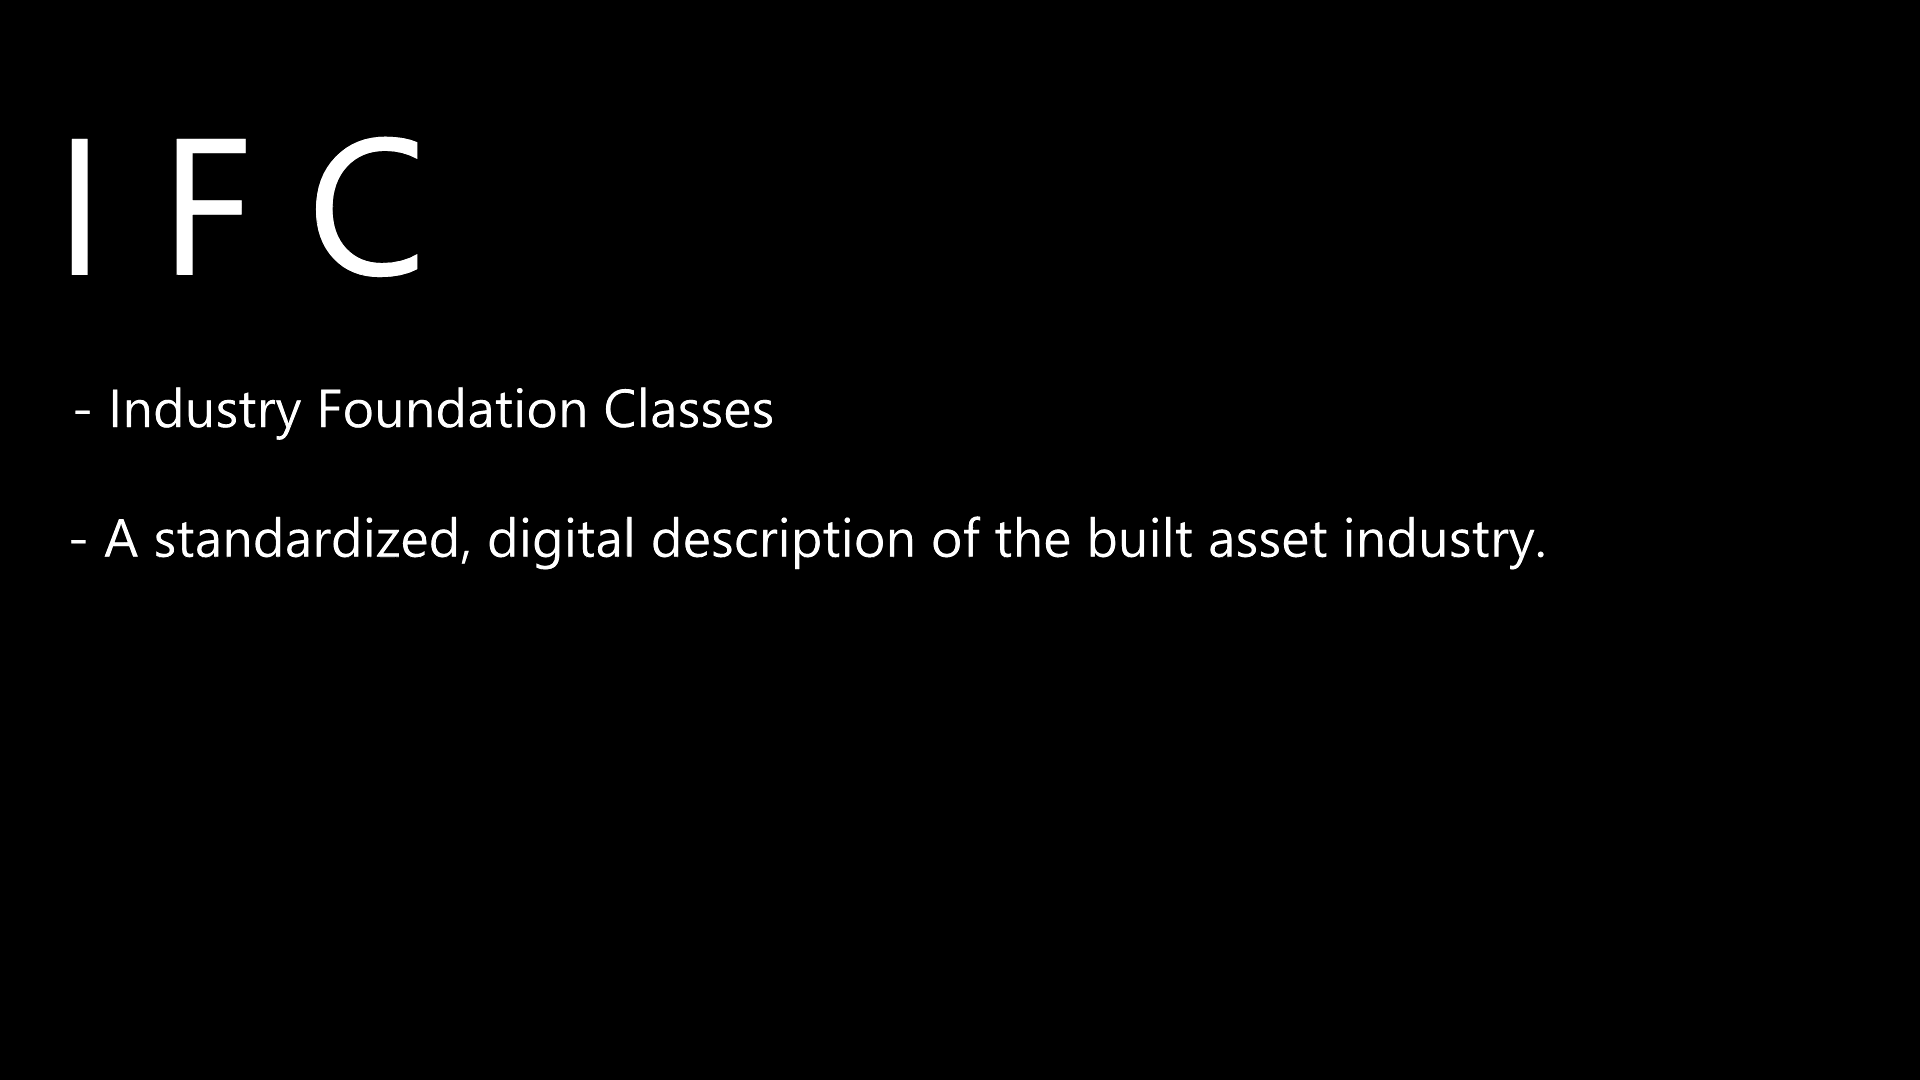 I F C
- Industry Foundation Classes
- A standardized, digital description of the built asset industry.